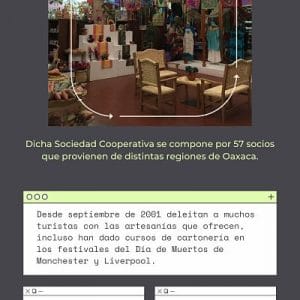 Dicha Sociedad Cooperativa se compone por 57 socios
que provienen de distintas regiones de Oaxaca.
Desde septiembre de 2001 deleitan a muchos
turistas con las artesanías que ofrecen,
incluso han dado cursos de cartonería en
los festivales del Día de Muertos de
Manchester y Liverpool.